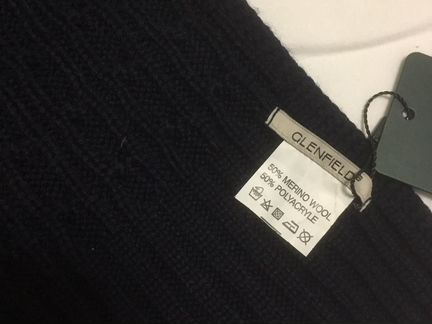 GLENFIELD
50% MERINO WOOL
50% POLYACRYLE